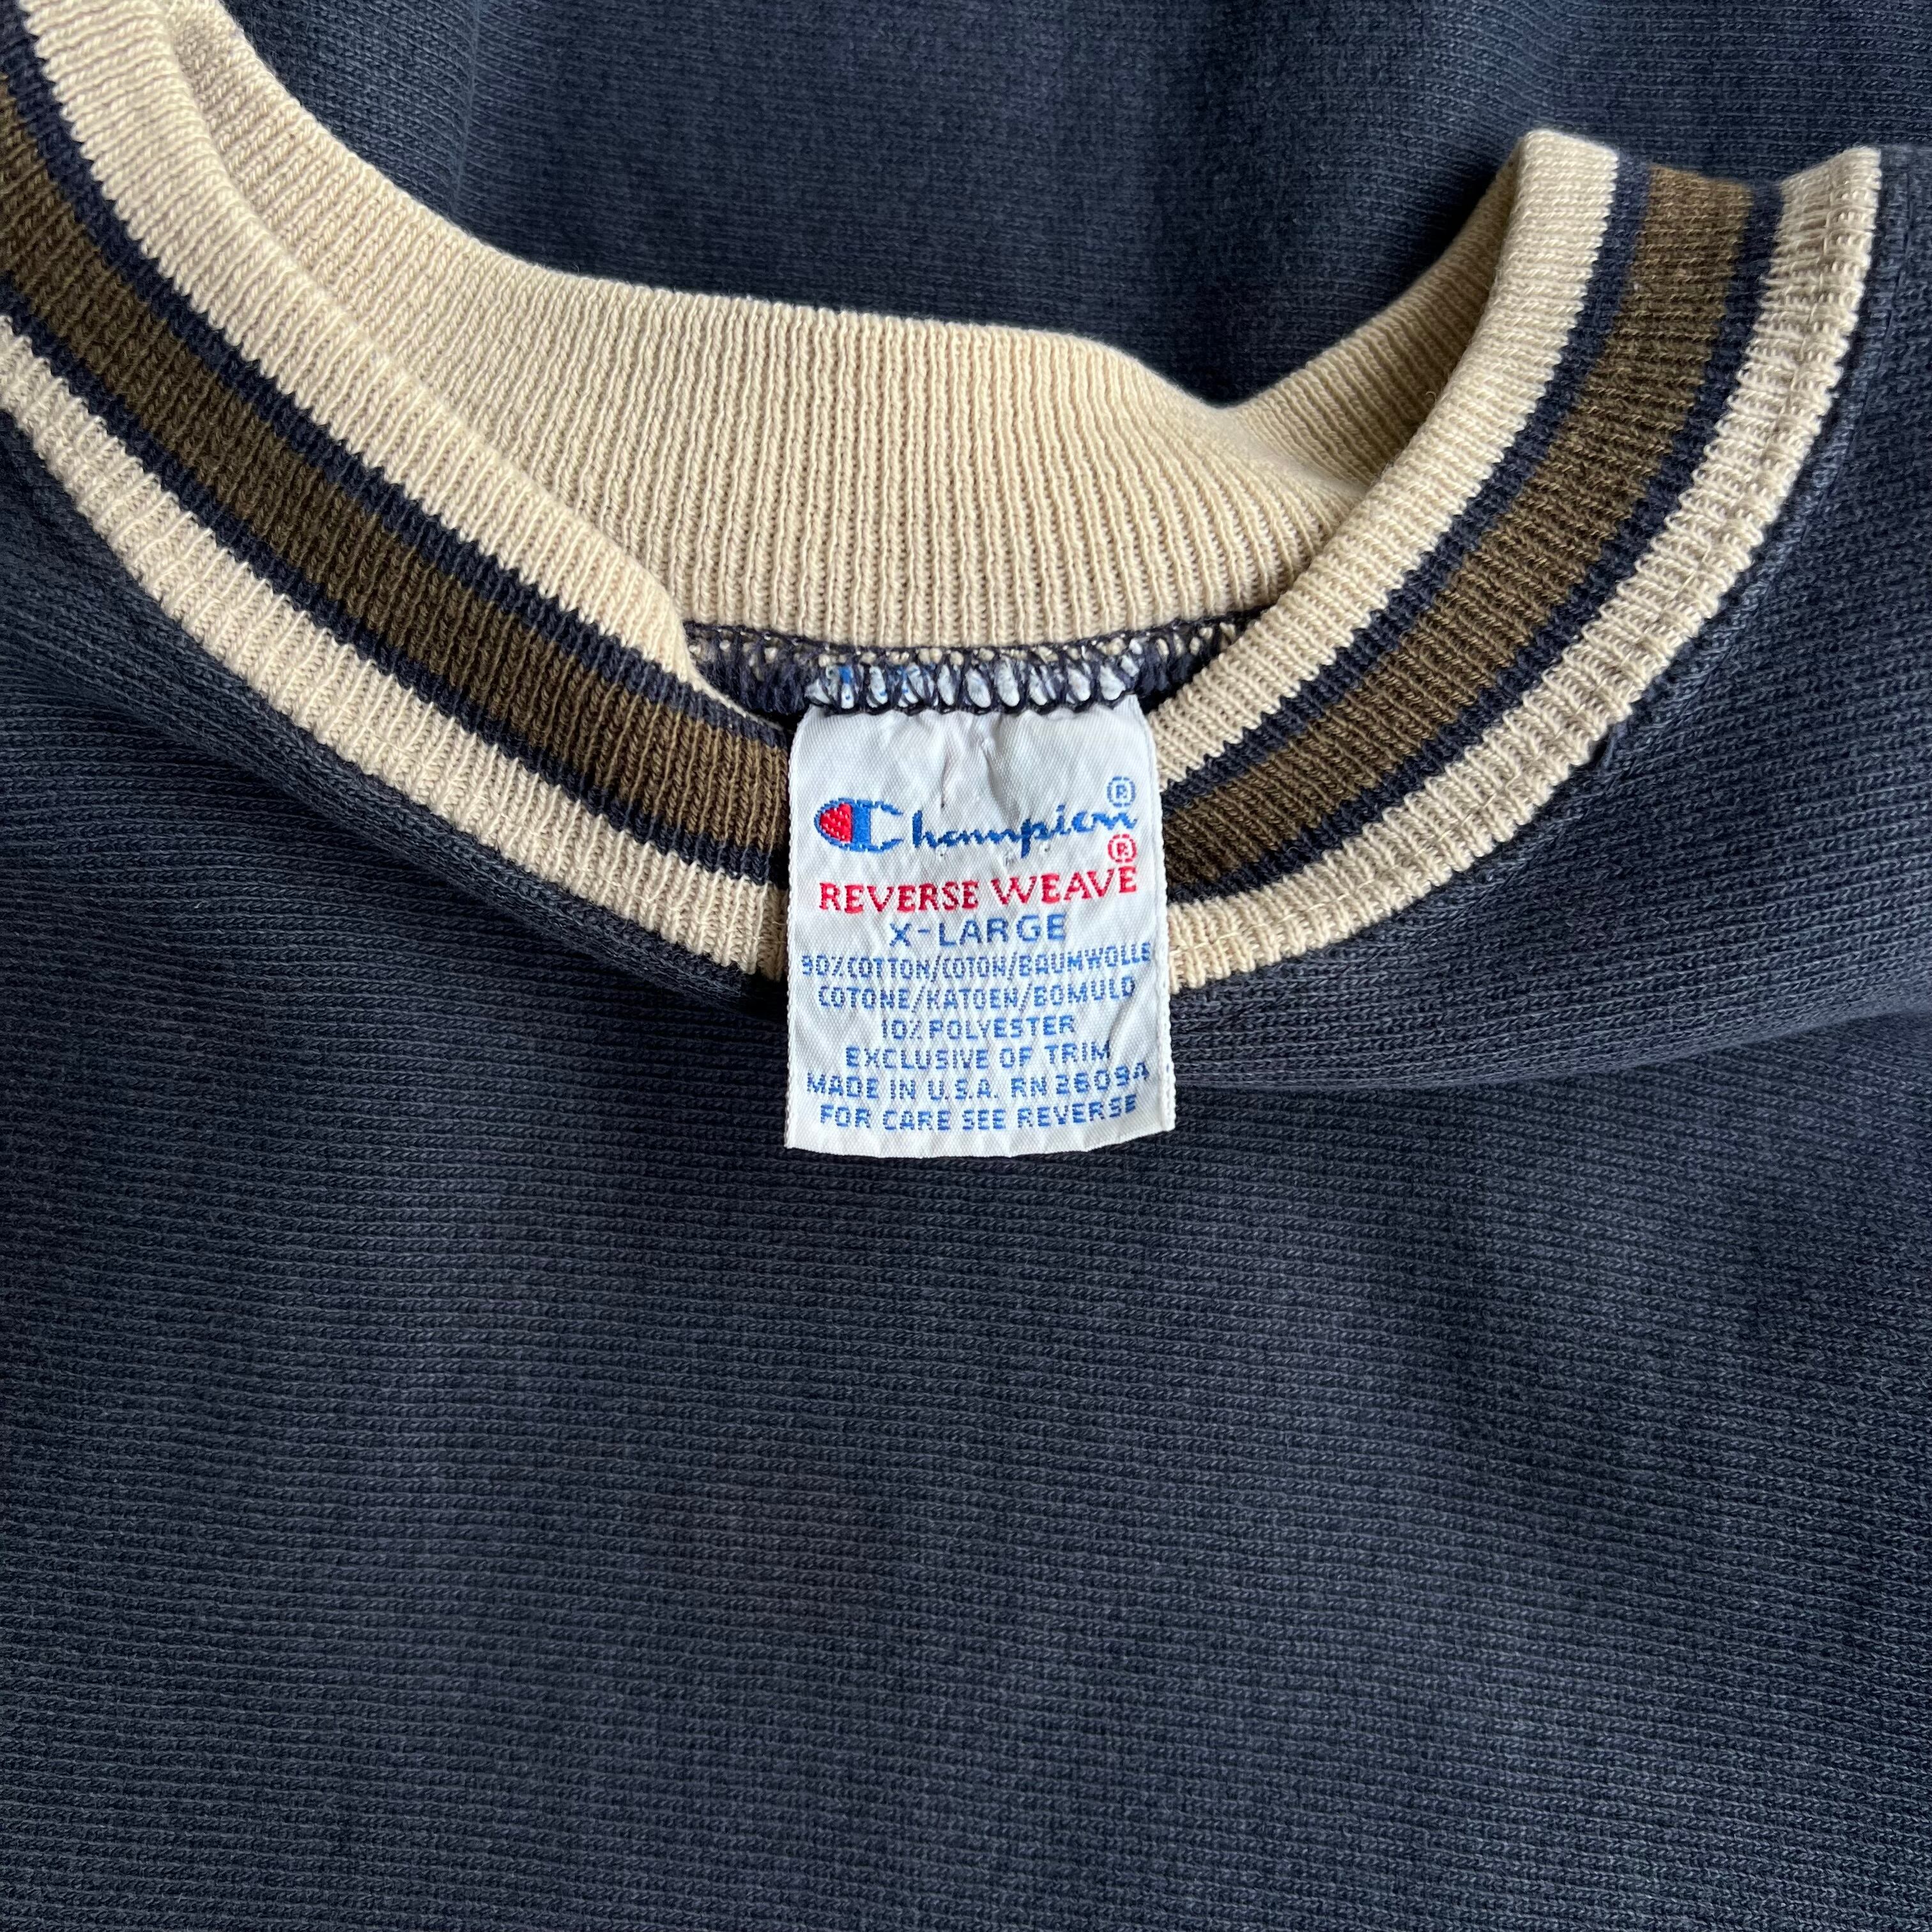 Champion®
REVERSE WEAVE®
X-LARGE
90% COTTON/COTON/BAUMWOLLE
COTONE/KATOEN/BOMULD
10% POLYESTER
EXCLUSIVE OF TRIM
MADE IN U.S.A. RN 26094
FOR CARE SEE REVERSE